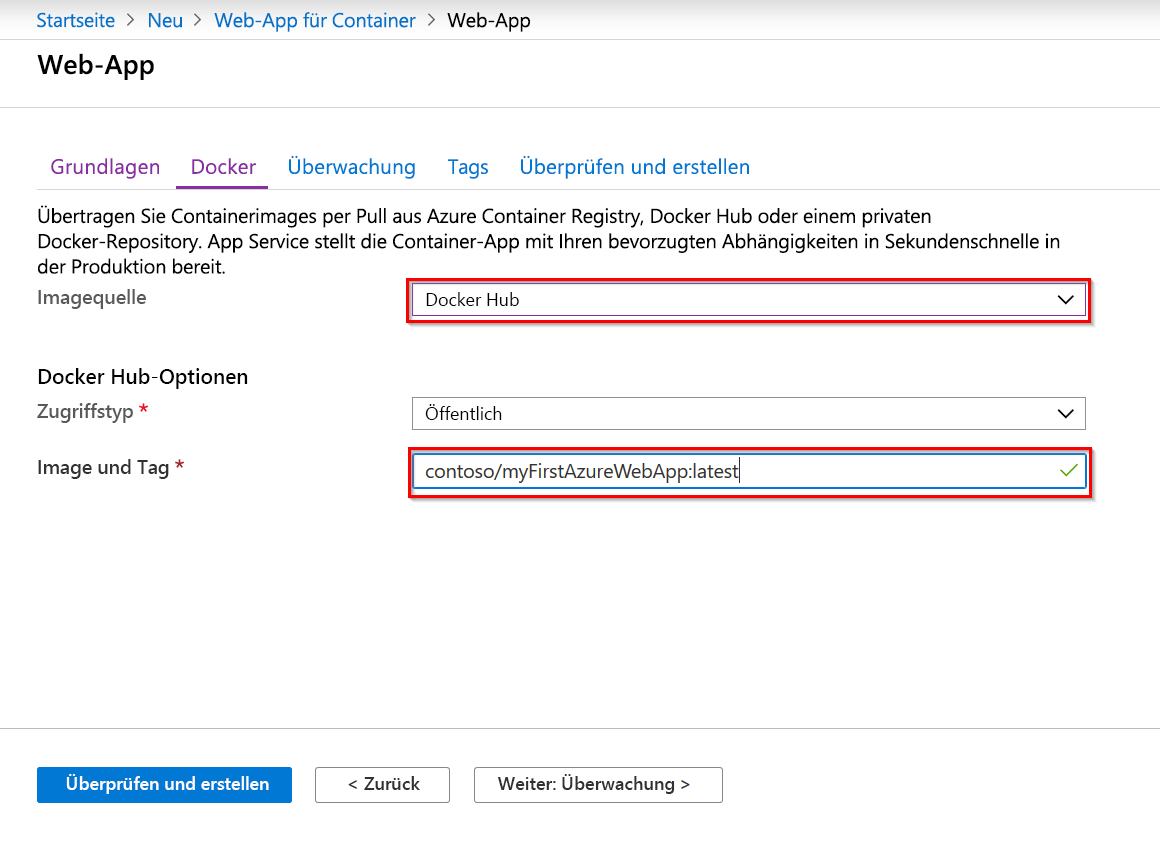 Startseite > Neu > Web-App für Container > Web-App
Web-App
Grundlagen Docker Überwachung Tags Überprüfen und erstellen
Übertragen Sie Containerimages per Pull aus Azure Container Registry, Docker Hub oder einem privaten
Docker-Repository. App Service stellt die Container-App mit Ihren bevorzugten Abhängigkeiten in Sekundenschnelle in
der Produktion bereit.
Imagequelle Docker Hub
Docker Hub-Optionen
Zugriffstyp * Öffentlich
Image und Tag * contoso/myFirstAzureWebApp:latest
Überprüfen und erstellen < Zurück Weiter: Überwachung >